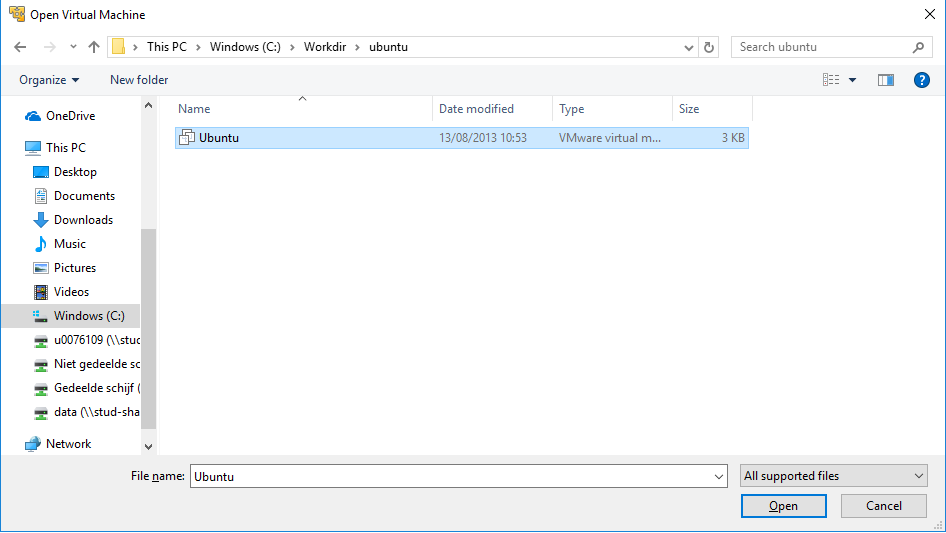 Open Virtual Machine
This PC > Windows (C:) > Workdir > ubuntu
Search ubuntu
Organize
New folder
?
Name
Date modified
Type
Size
Ubuntu
13/08/2013 10:53
VMware virtual m...
3 KB
OneDrive
This PC
Desktop
Documents
Downloads
Music
Pictures
Videos
Windows (C:)
u0076109 (\\stud
Niet gedeelde sc
Gedeelde schijf (
data (\\stud-sha
Network
File name:
Ubuntu
All supported files
Open
Cancel